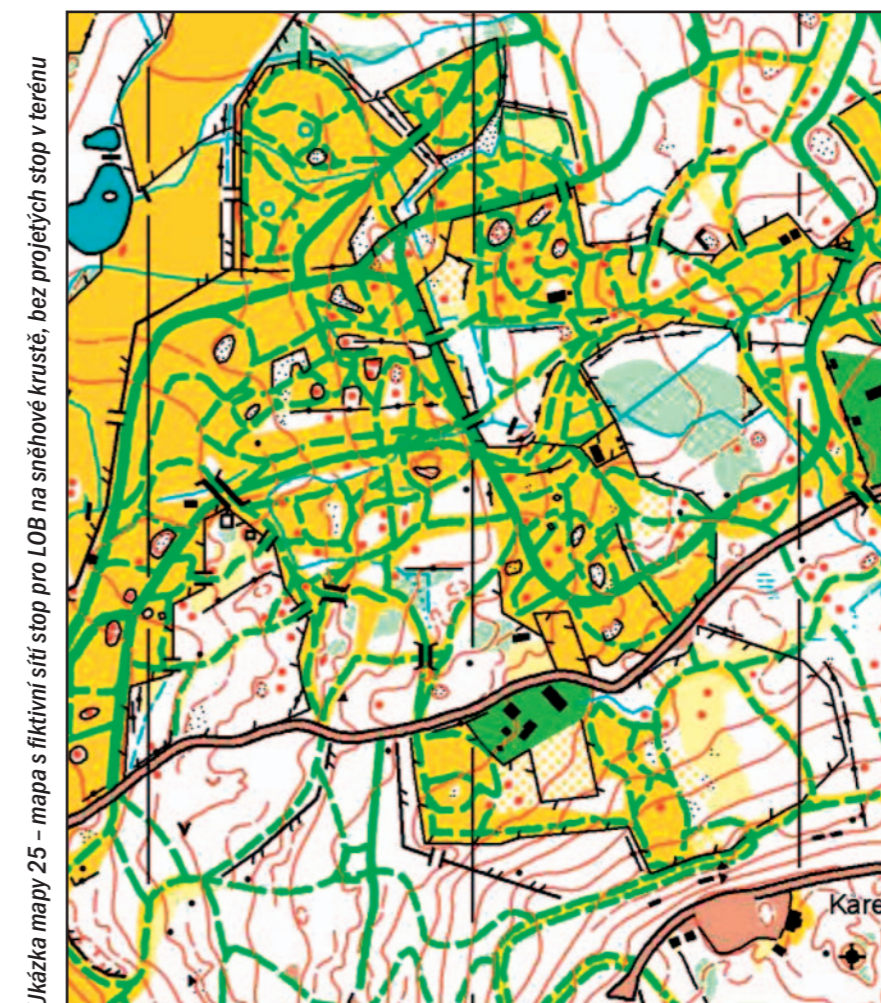 Ukázka mapy 25 – mapa s fiktivní sítí stop pro LOB na sněhové krustě, bez projetých stop v terénu
Kare